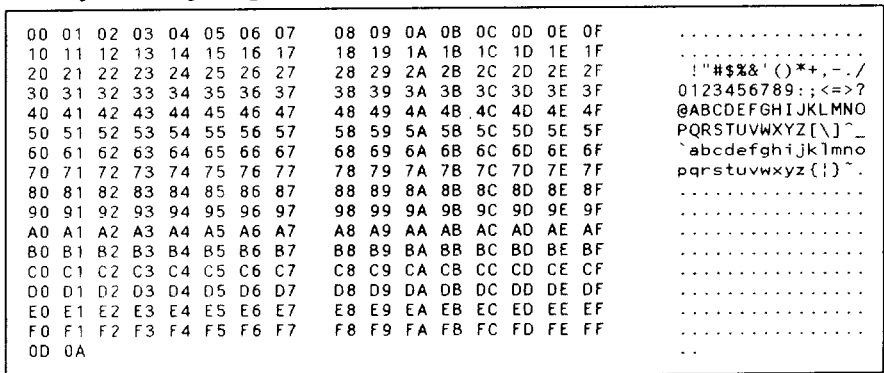 00 01 02 03 04 05 06 07 08 09 0A 0B 0C 0D 0E 0F ................
10 11 12 13 14 15 16 17 18 19 1A 1B 1C 1D 1E 1F ................
20 21 22 23 24 25 26 27 28 29 2A 2B 2C 2D 2E 2F  !"#$%&'()*+,-./
30 31 32 33 34 35 36 37 38 39 3A 3B 3C 3D 3E 3F 0123456789:;<=>?
40 41 42 43 44 45 46 47 48 49 4A 4B 4C 4D 4E 4F @ABCDEFGHIJKLMNO
50 51 52 53 54 55 56 57 58 59 5A 5B 5C 5D 5E 5F PQRSTUVWXYZ[\]^_
60 61 62 63 64 65 66 67 68 69 6A 6B 6C 6D 6E 6F `abcdefghijklmno
70 71 72 73 74 75 76 77 78 79 7A 7B 7C 7D 7E 7F pqrstuvwxyz{¦}~.
80 81 82 83 84 85 86 87 88 89 8A 8B 8C 8D 8E 8F ................
90 91 92 93 94 95 96 97 98 99 9A 9B 9C 9D 9E 9F ................
A0 A1 A2 A3 A4 A5 A6 A7 A8 A9 AA AB AC AD AE AF ................
B0 B1 B2 B3 B4 B5 B6 B7 B8 B9 BA BB BC BD BE BF ................
C0 C1 C2 C3 C4 C5 C6 C7 C8 C9 CA CB CC CD CE CF ................
D0 D1 D2 D3 D4 D5 D6 D7 D8 D9 DA DB DC DD DE DF ................
E0 E1 E2 E3 E4 E5 E6 E7 E8 E9 EA EB EC ED EE EF ................
F0 F1 F2 F3 F4 F5 F6 F7 F8 F9 FA FB FC FD FE FF ................
0D 0A ..